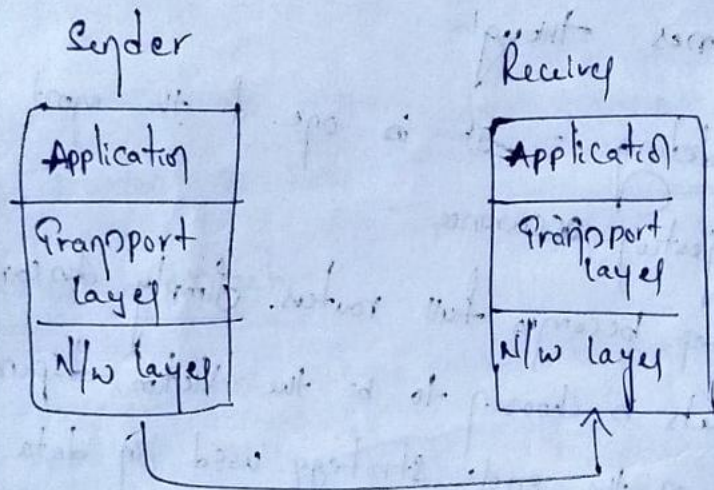 Sender
Receiver
Application
Application
Transport
layer
Transport
layer
N/w layer
N/w layer